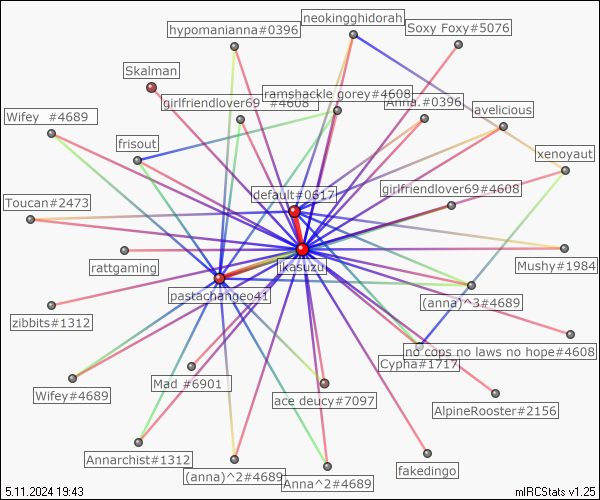 neokingghidorah
hypomanianna#0396
Soxy Foxy#5076
Skalman
ramshackle gorey#4608
girlfriendlover69 #4608
Anna.#0396
avelicious
Wifey #4689
frisout
xenoyaut
default#0617
girlfriendlover69#4608
Toucan#2473
ikasuzu
rattgaming
Mushy#1984
pastachangeo41
(anna)^3#4689
zibbits#1312
no cops no laws no hope#4608
Cypha#1717
Mad #6901
Wifey#4689
ace deucy#7097
AlpineRooster#2156
Annarchist#1312
(anna)^2#4689
Anna^2#4689
fakedingo
5.11.2024 19:43
mIRCStats v1.25